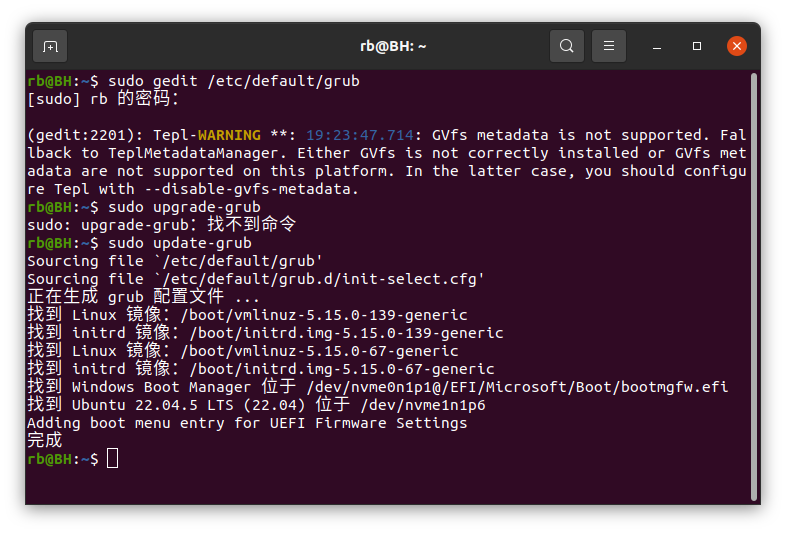 rb@BH: ~
rb@BH:~$ sudo gedit /etc/default/grub
[sudo] rb 的密码：
(gedit:2201): Tepl-WARNING **: 19:23:47.714: GVfs metadata is not supported. Fal
lback to TeplMetadataManager. Either GVfs is not correctly installed or GVfs met
adata are not supported on this platform. In the latter case, you should configu
re Tepl with --disable-gvfs-metadata.
rb@BH:~$ sudo upgrade-grub
sudo: upgrade-grub：找不到命令
rb@BH:~$ sudo update-grub
Sourcing file `/etc/default/grub'
Sourcing file `/etc/default/grub.d/init-select.cfg'
正在生成 grub 配置文件 ...
找到 Linux 镜像：/boot/vmlinuz-5.15.0-139-generic
找到 initrd 镜像：/boot/initrd.img-5.15.0-139-generic
找到 Linux 镜像：/boot/vmlinuz-5.15.0-67-generic
找到 initrd 镜像：/boot/initrd.img-5.15.0-67-generic
找到 Windows Boot Manager 位于 /dev/nvme0n1p1@/EFI/Microsoft/Boot/bootmgfw.efi
找到 Ubuntu 22.04.5 LTS (22.04) 位于 /dev/nvme1n1p6
Adding boot menu entry for UEFI Firmware Settings
完成
rb@BH:~$